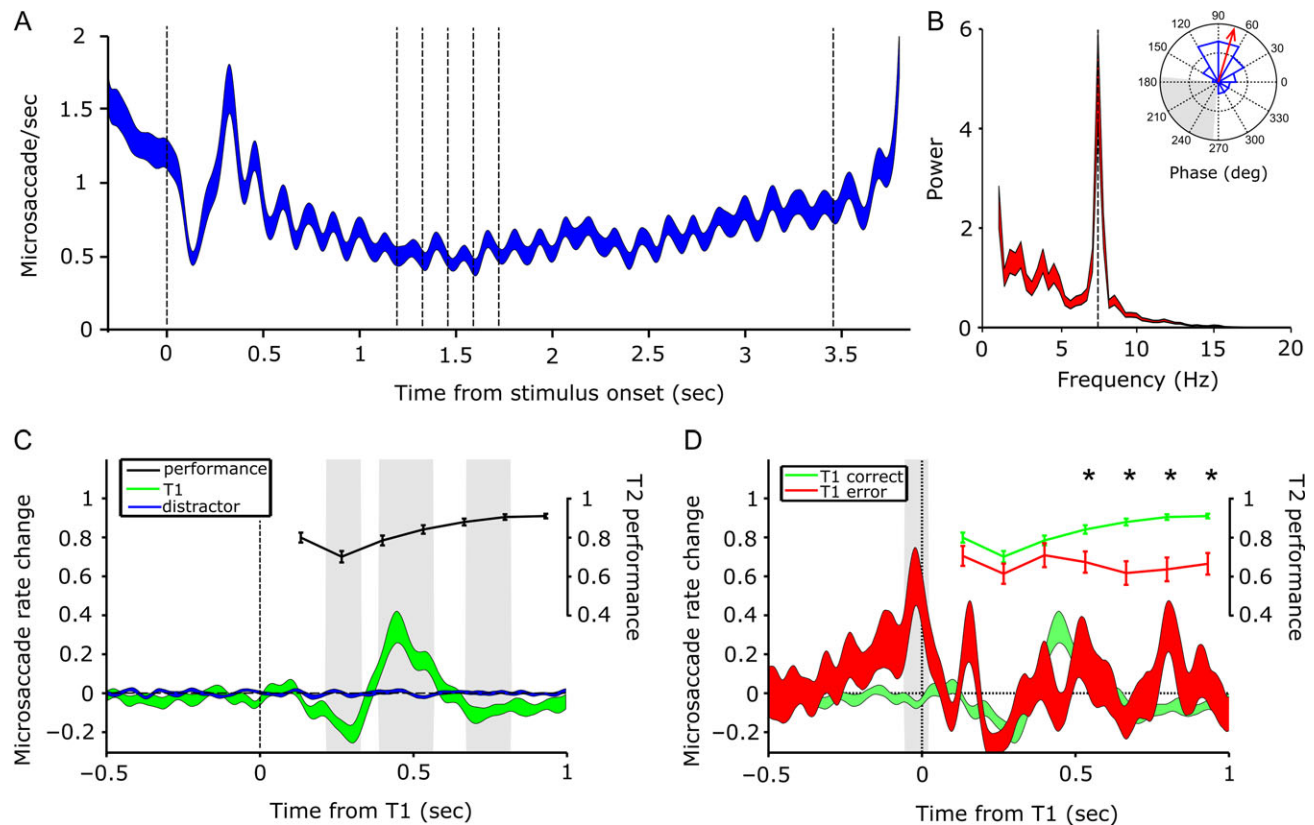 A
Microsaccade/sec
2
1.5
1
0.5
0
0 0.5 1 1.5 2 2.5 3 3.5
Time from stimulus onset (sec)
B
Power
6
4
2
0
0 5 10 15 20
Frequency (Hz)
90
120 60
150 30
180 0
210 330
240 300
270
Phase (deg)
C
performance
T1
distractor
Microsaccade rate change
1
0.8
0.6
0.4
0.2
0
−0.2
−0.5 0 0.5 1
Time from T1 (sec)
1
0.8
0.6
0.4
T2 performance
D
T1 correct
T1 error
* * * *
Microsaccade rate change
1
0.8
0.6
0.4
0.2
0
−0.2
−0.5 0 0.5 1
Time from T1 (sec)
1
0.8
0.6
0.4
T2 performance